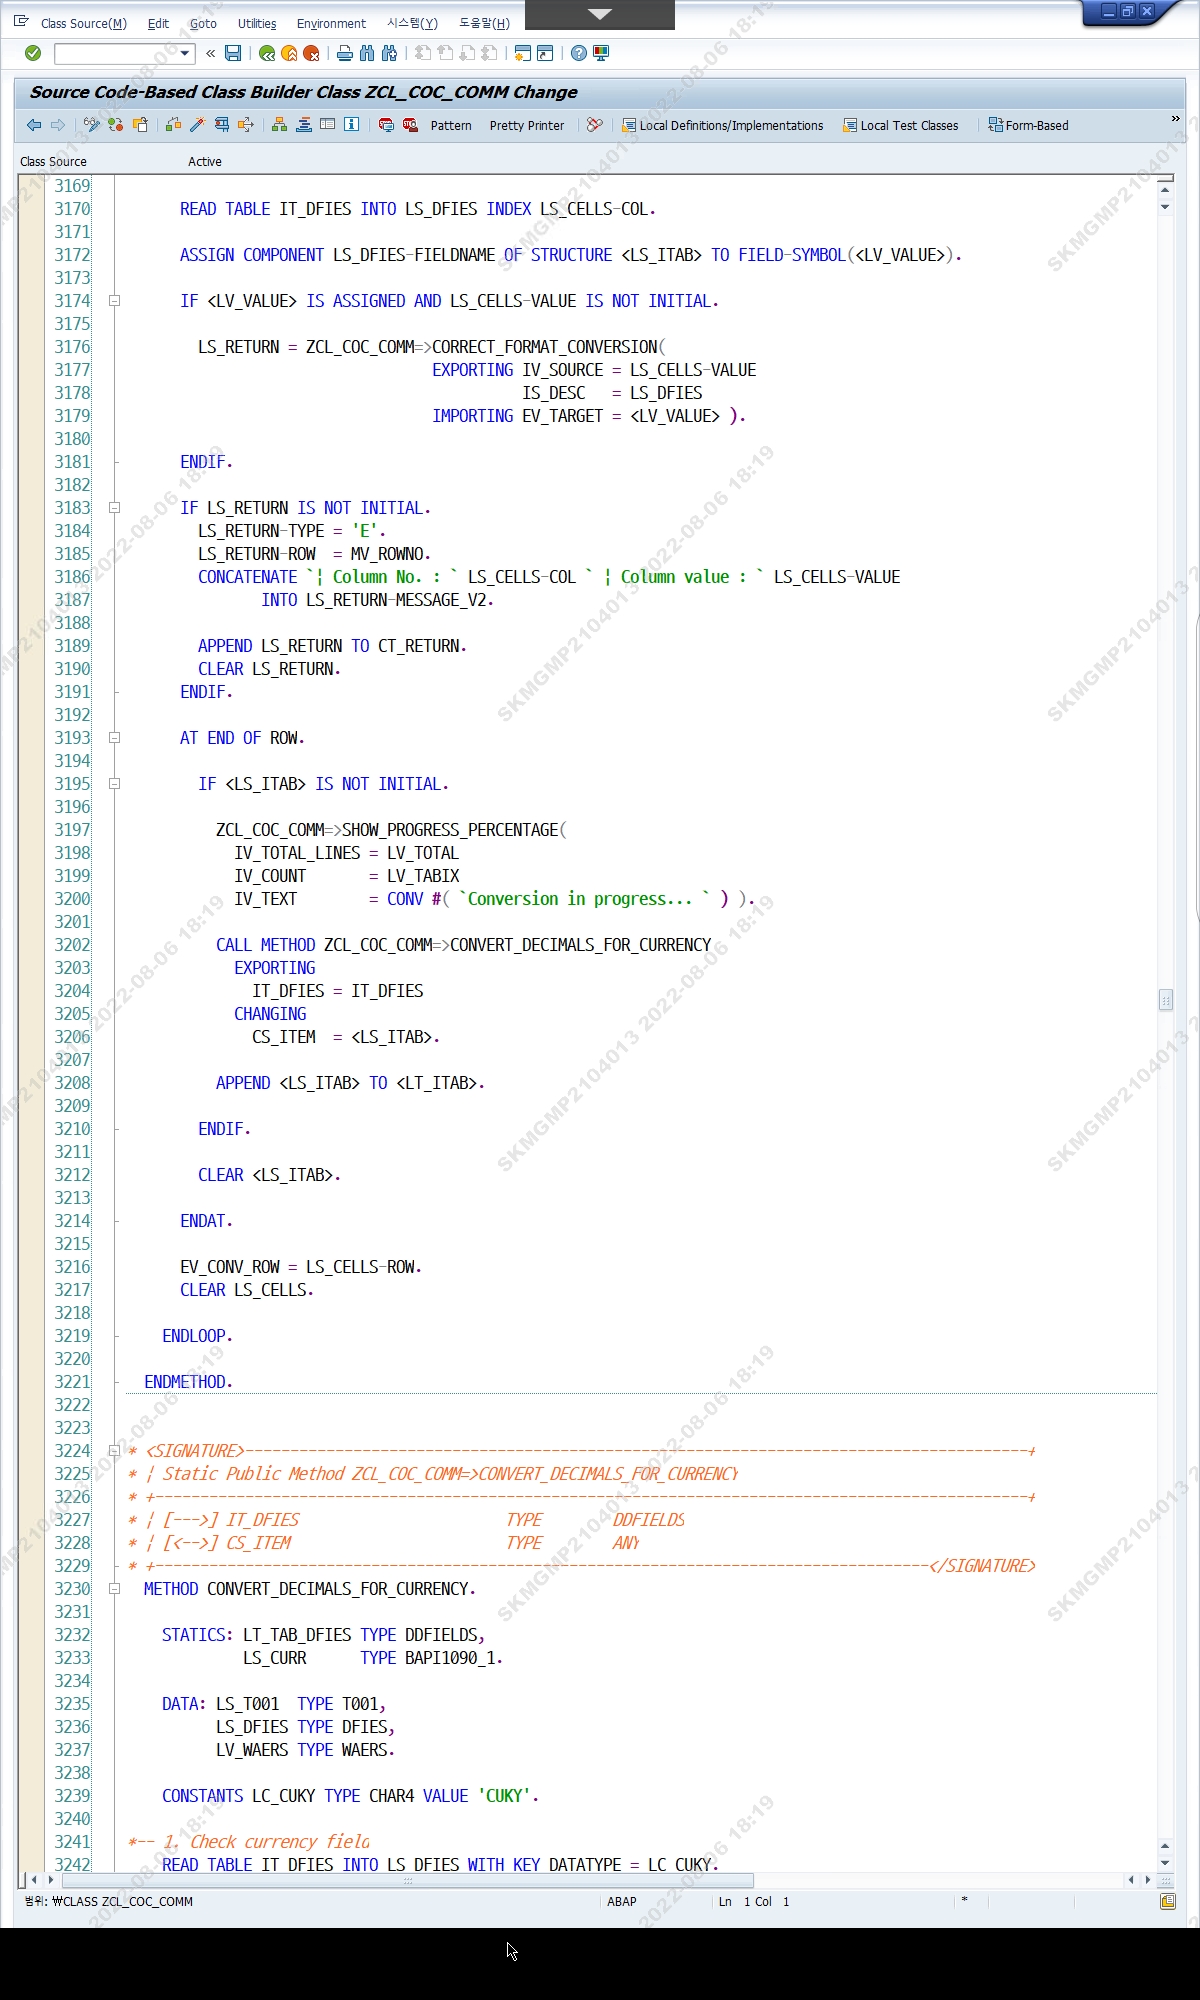 Class Source(M) Edit Goto Utilities Environment 시스템(Y) 도움말(H)
Source Code-Based Class Builder Class ZCL_COC_COMM Change
Pattern Pretty Printer Local Definitions/Implementations Local Test Classes Form-Based
Class Source Active
3169
3170 READ TABLE IT_DFIES INTO LS_DFIES INDEX LS_CELLS-COL.
3171
3172 ASSIGN COMPONENT LS_DFIES-FIELDNAME OF STRUCTURE <LS_ITAB> TO FIELD-SYMBOL(<LV_VALUE>).
3173
3174 IF <LV_VALUE> IS ASSIGNED AND LS_CELLS-VALUE IS NOT INITIAL.
3175
3176 LS_RETURN = ZCL_COC_COMM=>CORRECT_FORMAT_CONVERSION(
3177 EXPORTING IV_SOURCE = LS_CELLS-VALUE
3178 IS_DESC = LS_DFIES
3179 IMPORTING EV_TARGET = <LV_VALUE> ).
3180
3181 ENDIF.
3182
3183 IF LS_RETURN IS NOT INITIAL.
3184 LS_RETURN-TYPE = 'E'.
3185 LS_RETURN-ROW = MV_ROWNO.
3186 CONCATENATE `¦ Column No. : ` LS_CELLS-COL ` ¦ Column value : ` LS_CELLS-VALUE
3187 INTO LS_RETURN-MESSAGE_V2.
3188
3189 APPEND LS_RETURN TO CT_RETURN.
3190 CLEAR LS_RETURN.
3191 ENDIF.
3192
3193 AT END OF ROW.
3194
3195 IF <LS_ITAB> IS NOT INITIAL.
3196
3197 ZCL_COC_COMM=>SHOW_PROGRESS_PERCENTAGE(
3198 IV_TOTAL_LINES = LV_TOTAL
3199 IV_COUNT = LV_TABIX
3200 IV_TEXT = CONV #( `Conversion in progress... ` ) ).
3201
3202 CALL METHOD ZCL_COC_COMM=>CONVERT_DECIMALS_FOR_CURRENCY
3203 EXPORTING
3204 IT_DFIES = IT_DFIES
3205 CHANGING
3206 CS_ITEM = <LS_ITAB>.
3207
3208 APPEND <LS_ITAB> TO <LT_ITAB>.
3209
3210 ENDIF.
3211
3212 CLEAR <LS_ITAB>.
3213
3214 ENDAT.
3215
3216 EV_CONV_ROW = LS_CELLS-ROW.
3217 CLEAR LS_CELLS.
3218
3219 ENDLOOP.
3220
3221 ENDMETHOD.
3222
3223
3224 * <SIGNATURE>---------------------------------------------------------------------------------------+
3225 * ¦ Static Public Method ZCL_COC_COMM=>CONVERT_DECIMALS_FOR_CURRENCY
3226 * +-------------------------------------------------------------------------------------------------+
3227 * ¦ [--->] IT_DFIES TYPE DDFIELDS
3228 * ¦ [<-->] CS_ITEM TYPE ANY
3229 * +--------------------------------------------------------------------------------------</SIGNATURE>
3230 METHOD CONVERT_DECIMALS_FOR_CURRENCY.
3231
3232 STATICS: LT_TAB_DFIES TYPE DDFIELDS,
3233 LS_CURR TYPE BAPI1090_1.
3234
3235 DATA: LS_T001 TYPE T001,
3236 LS_DFIES TYPE DFIES,
3237 LV_WAERS TYPE WAERS.
3238
3239 CONSTANTS LC_CUKY TYPE CHAR4 VALUE 'CUKY'.
3240
3241 *-- 1. Check currency field
3242 READ TABLE IT_DFIES INTO LS_DFIES WITH KEY DATATYPE = LC_CUKY.
범위: ₩CLASS ZCL_COC_COMM ABAP Ln 1 Col 1 *
SKMGMP2104013 2022-08-06 18:19